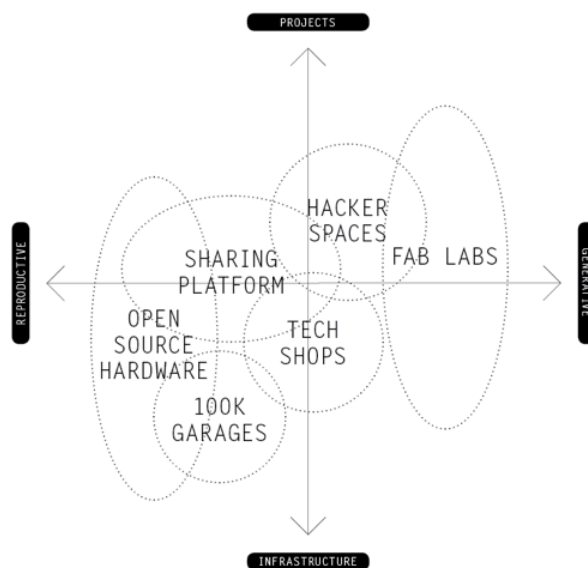 PROJECTS
HACKER
SPACES
FAB LABS
SHARING
PLATFORM
REPRODUCTIVE
GENERATIVE
OPEN
SOURCE
HARDWARE
TECH
SHOPS
100K
GARAGES
INFRASTRUCTURE